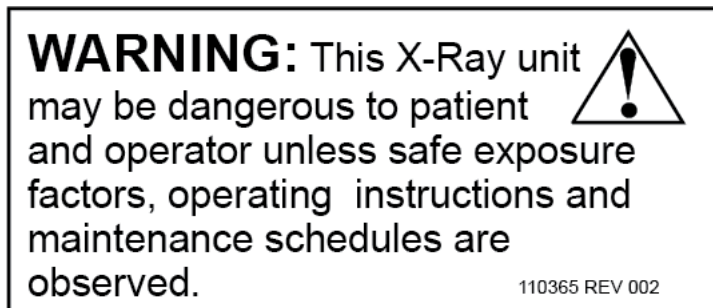 WARNING: This X-Ray unit
may be dangerous to patient
and operator unless safe exposure
factors, operating  instructions and
maintenance schedules are
observed.
110365 REV 002